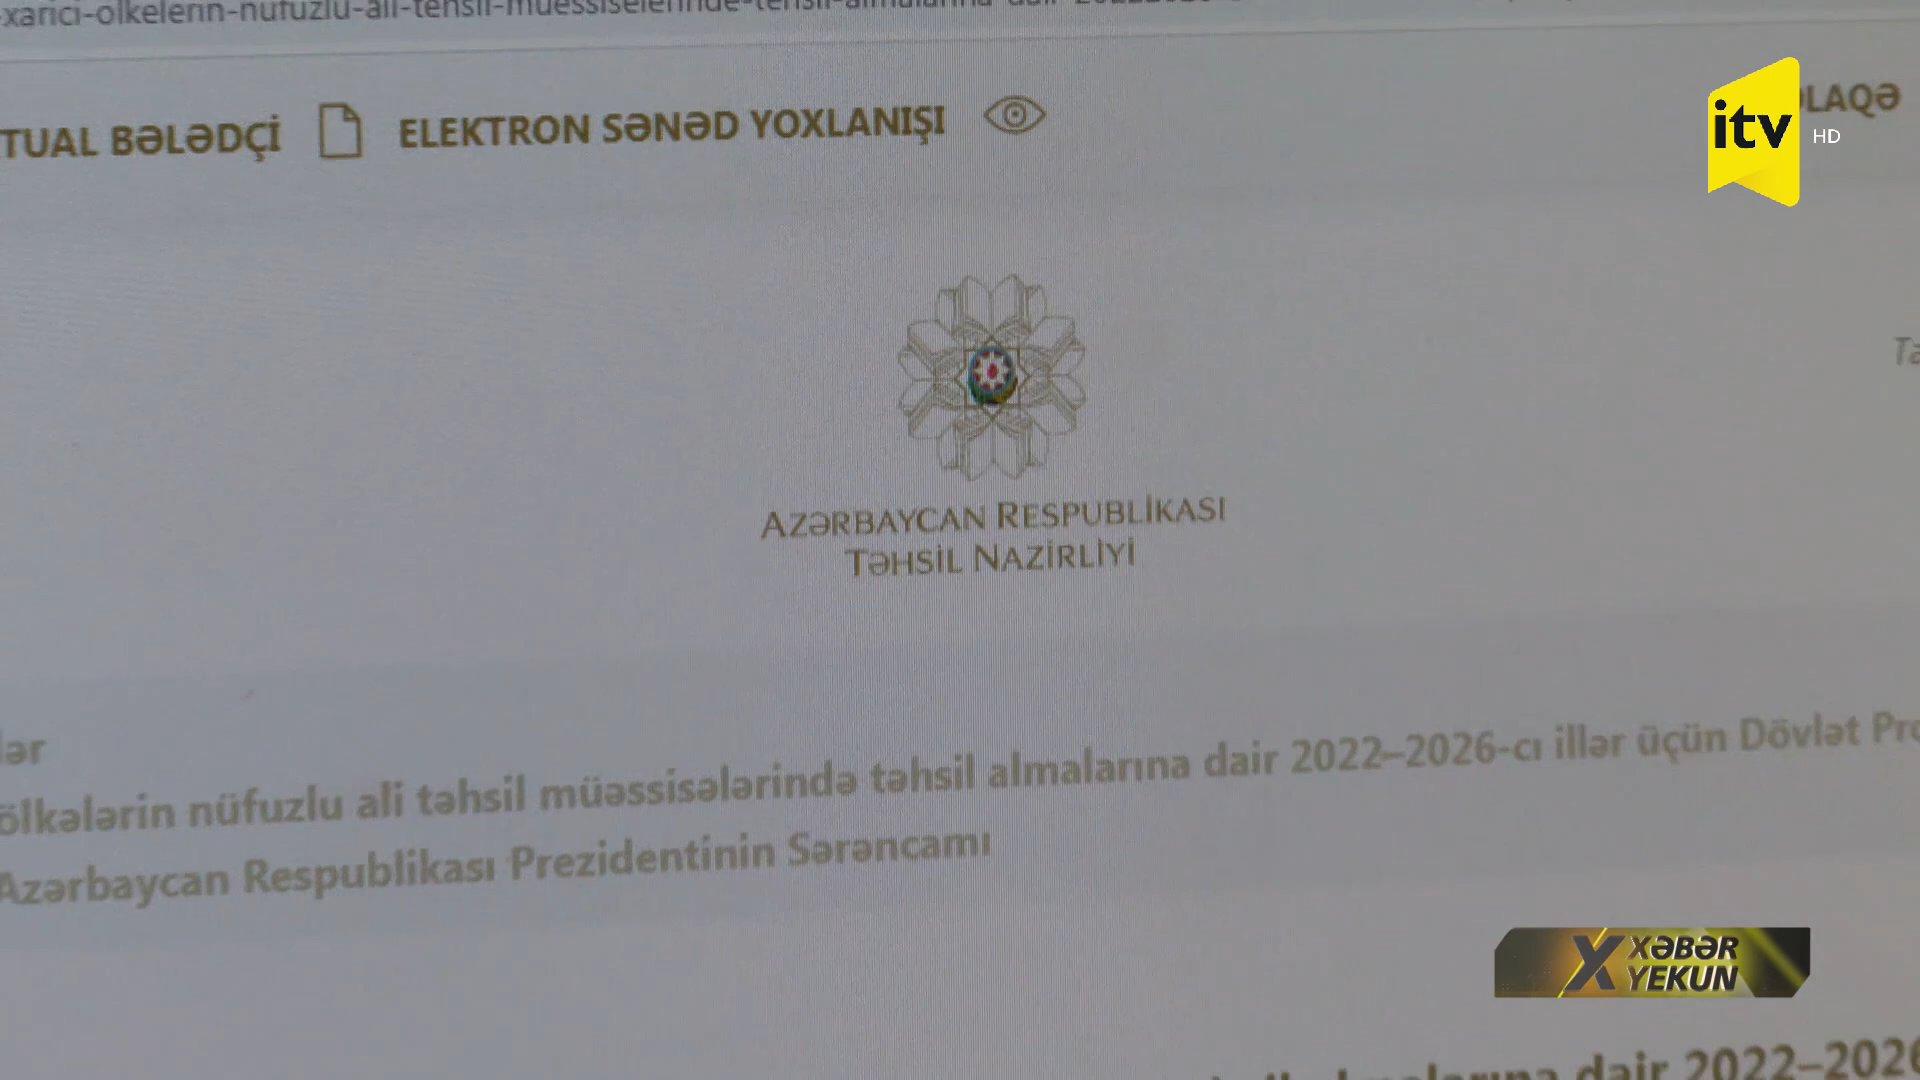 xarici-olkelerin-nufuzlu-ali-tehsil-muessiselerinde-tehsil-almalarina-dair-
TUAL BƏLƏDÇİ ELEKTRON SƏNƏD YOXLANIŞI LAQƏ
itv HD
AZƏRBAYCAN RESPUBLİKASI
TƏHSİL NAZİRLİYİ
lər
ölkələrin nüfuzlu ali təhsil müəssisələrində təhsil almalarına dair 2022–2026-cı illər üçün Dövlət Pro
Azərbaycan Respublikası Prezidentinin Sərəncamı
X XƏBƏR
YEKUN
dair 2022–2026